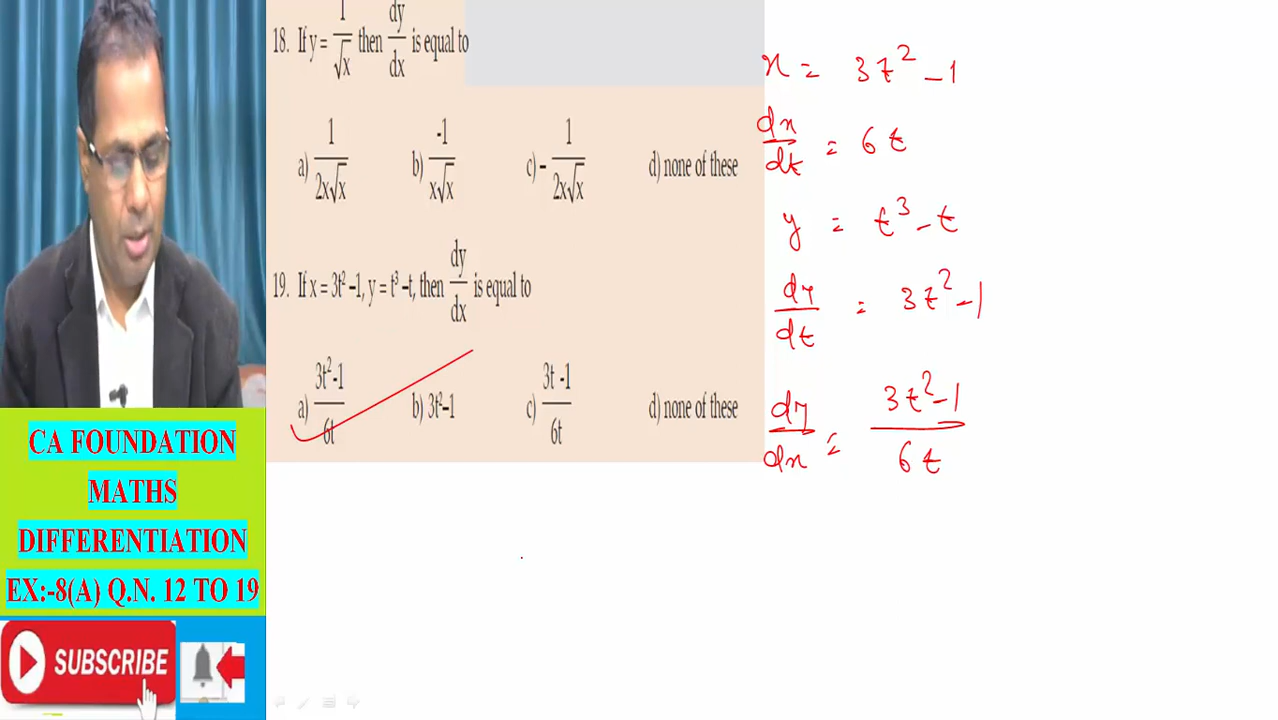 18. If y = 1/√x then dy/dx is equal to
a) 1/2x√x b) -1/x√x c) – 1/2x√x d) none of these
19. If x = 3t² –1, y = t³ –t, then dy/dx is equal to
a) 3t²-1/6t b) 3t²–1 c) 3t -1/6t d) none of these
x = 3t² - 1
dx/dt = 6t
y = t³ - t
dy/dt = 3t² - 1
dy/dx = 3t² - 1/6t
CA FOUNDATION
MATHS
DIFFERENTIATION
EX:-8(A) Q.N. 12 TO 19
SUBSCRIBE